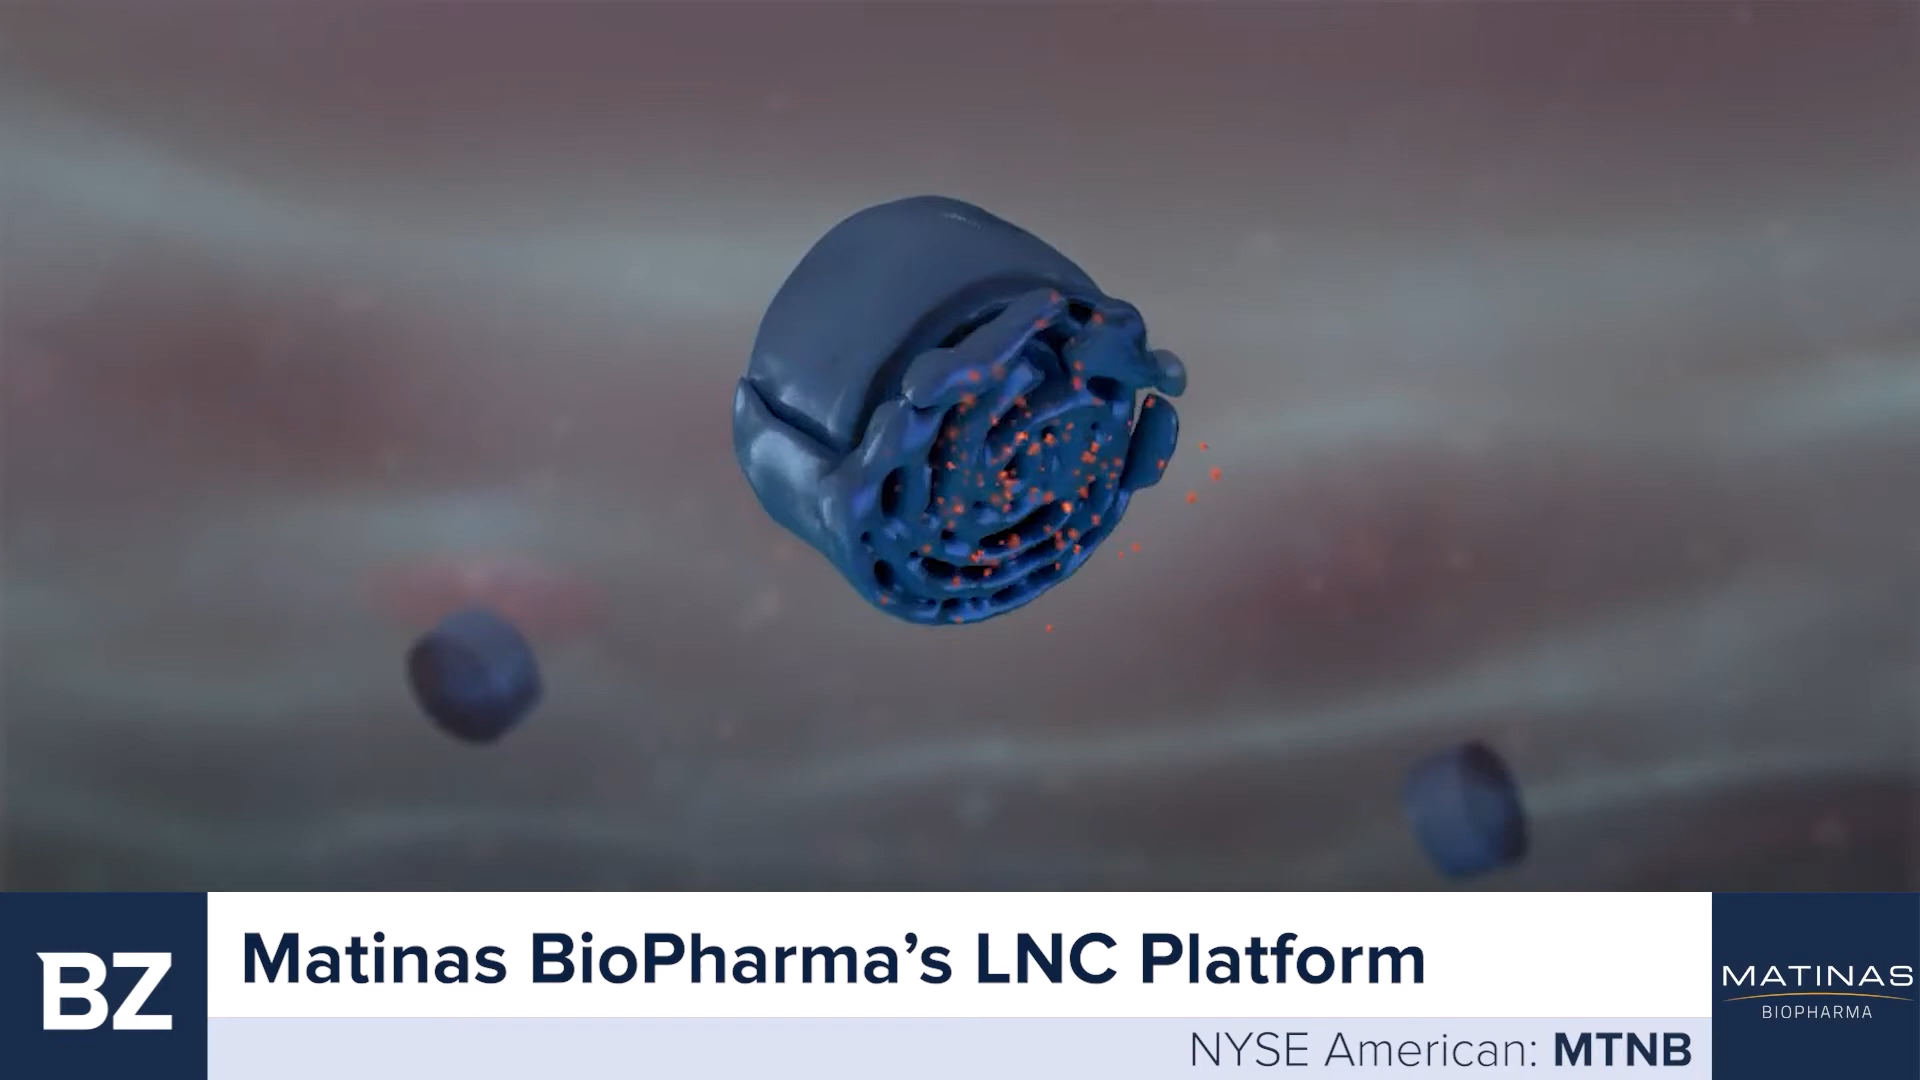 BZ
Matinas BioPharma’s LNC Platform
NYSE American: MTNB
MATINAS
BIOPHARMA